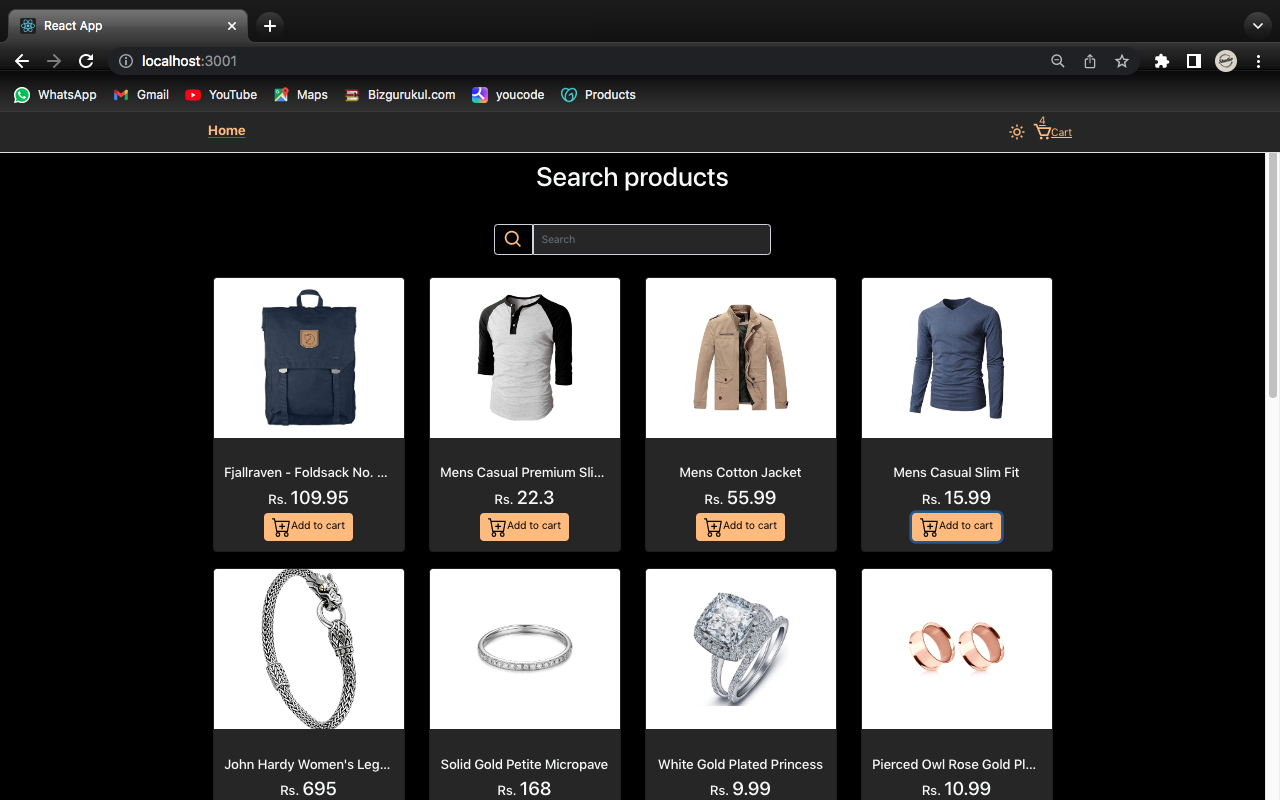 React App
localhost:3001
WhatsApp Gmail YouTube Maps Bizgurukul.com youcode Products
Home 4 Cart
Search products
Search
Fjallraven - Foldsack No. ... Mens Casual Premium Sli... Mens Cotton Jacket Mens Casual Slim Fit
Rs. 109.95 Rs. 22.3 Rs. 55.99 Rs. 15.99
Add to cart Add to cart Add to cart Add to cart
John Hardy Women's Leg... Solid Gold Petite Micropave White Gold Plated Princess Pierced Owl Rose Gold Pl...
Rs. 695 Rs. 168 Rs. 9.99 Rs. 10.99